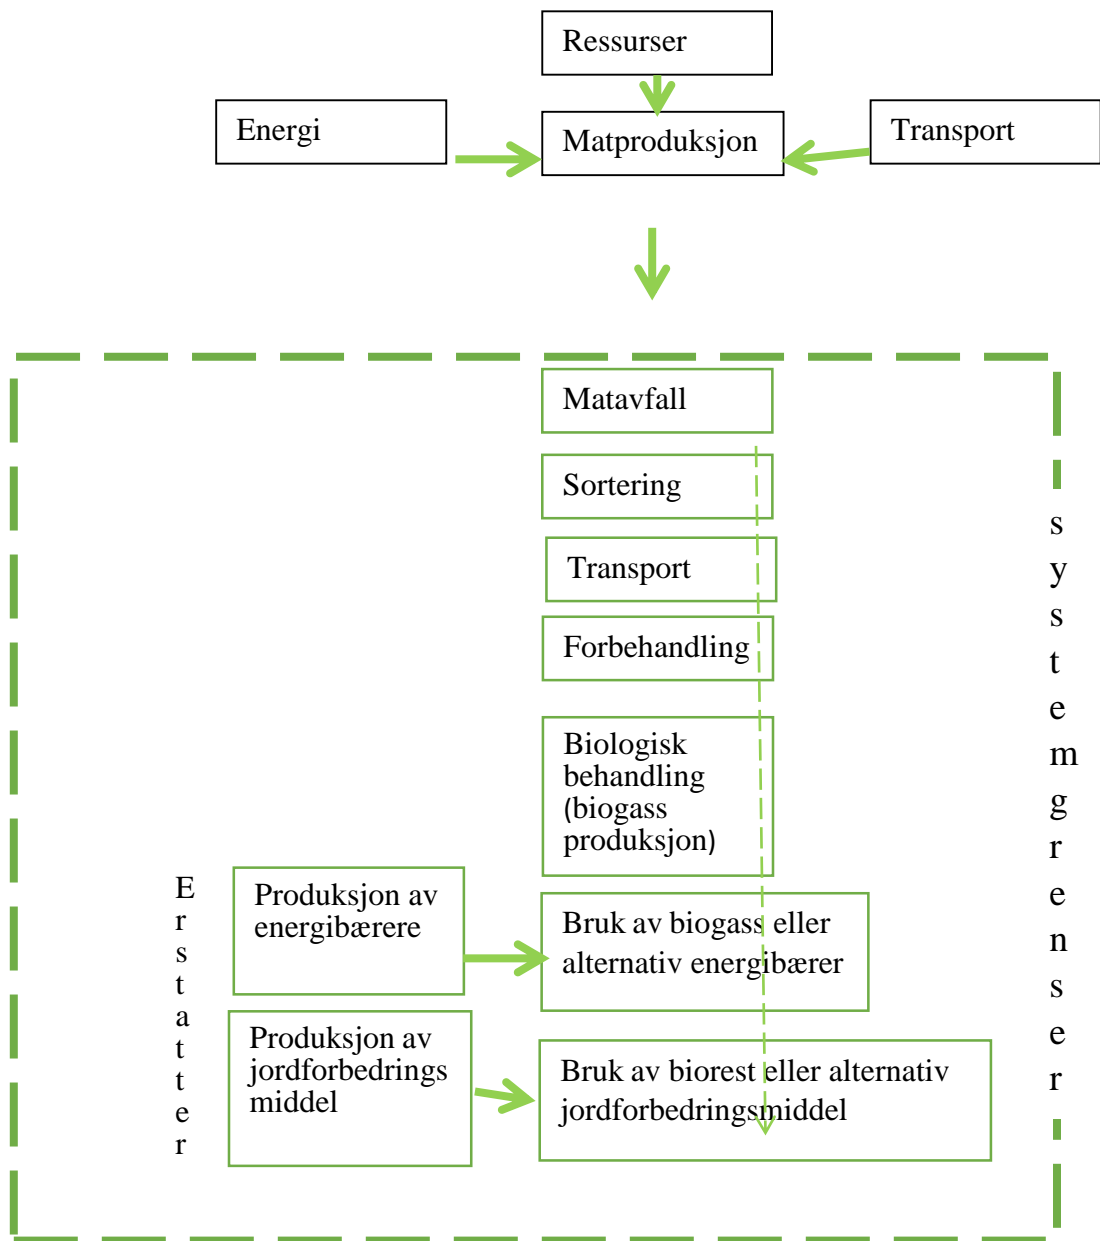 Ressurser
Energi
Matproduksjon
Transport
Matavfall
Sortering
Transport
Forbehandling
Biologisk
behandling
(biogass
produksjon)
Erstatter
Produksjon av
energibærere
Bruk av biogass eller
alternativ energibærer
Produksjon av
jordforbedrings
middel
Bruk av biorest eller alternativ
jordforbedringsmiddel
systemgrenser